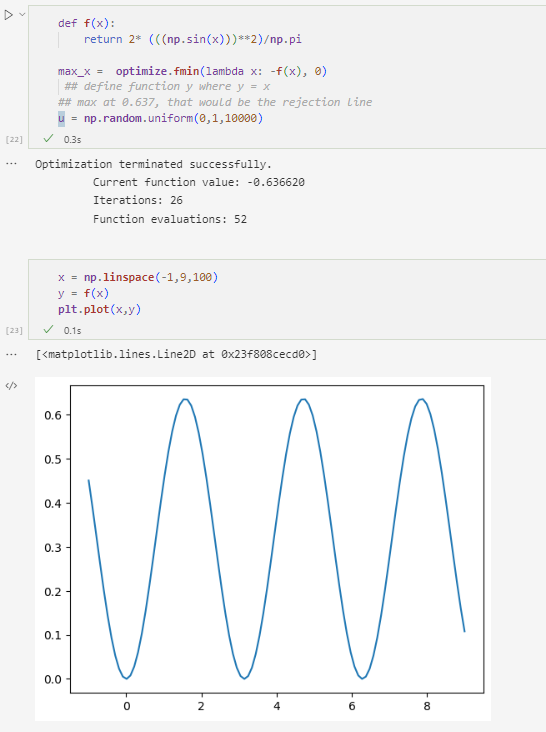 def f(x):
    return 2* (((np.sin(x)))**2)/np.pi
max_x =  optimize.fmin(lambda x: -f(x), 0)
## define function y where y = x
## max at 0.637, that would be the rejection line
u = np.random.uniform(0,1,10000)
[22]
0.3s
...
Optimization terminated successfully.
         Current function value: -0.636620
         Iterations: 26
         Function evaluations: 52
x = np.linspace(-1,9,100)
y = f(x)
plt.plot(x,y)
[23]
0.1s
...
[<matplotlib.lines.Line2D at 0x23f808cecd0>]
</>
0.6
0.5
0.4
0.3
0.2
0.1
0.0
0 2 4 6 8